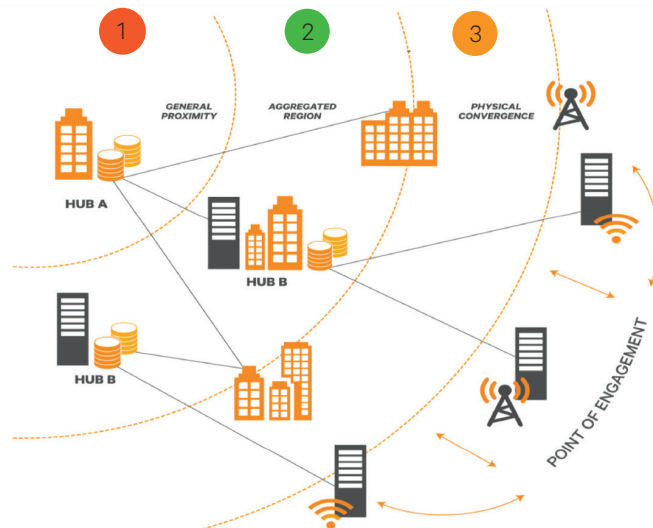 1
2
3
GENERAL
PROXIMITY
AGGREGATED
REGION
PHYSICAL
CONVERGENCE
HUB A
HUB B
HUB B
POINT OF ENGAGEMENT